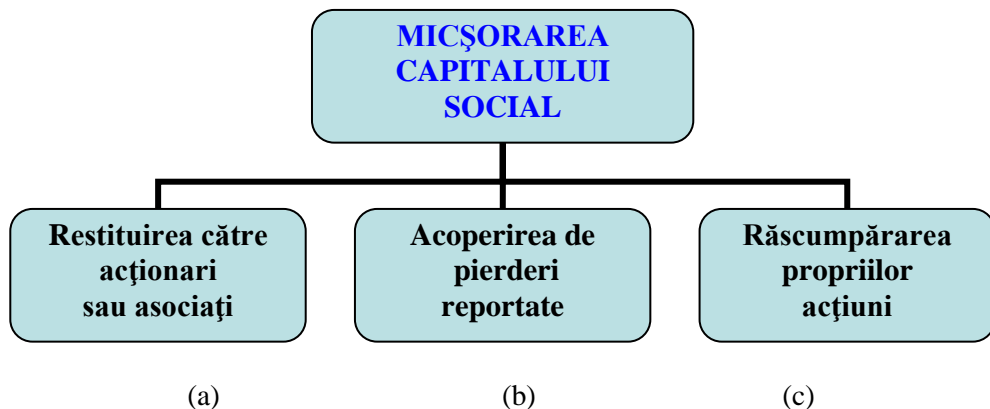 MICŞORAREA
CAPITALULUI
SOCIAL
Restituirea către
acţionari
sau asociaţi
Acoperirea de
pierderi
reportate
Răscumpărarea
propriilor
acţiuni
(a)
(b)
(c)